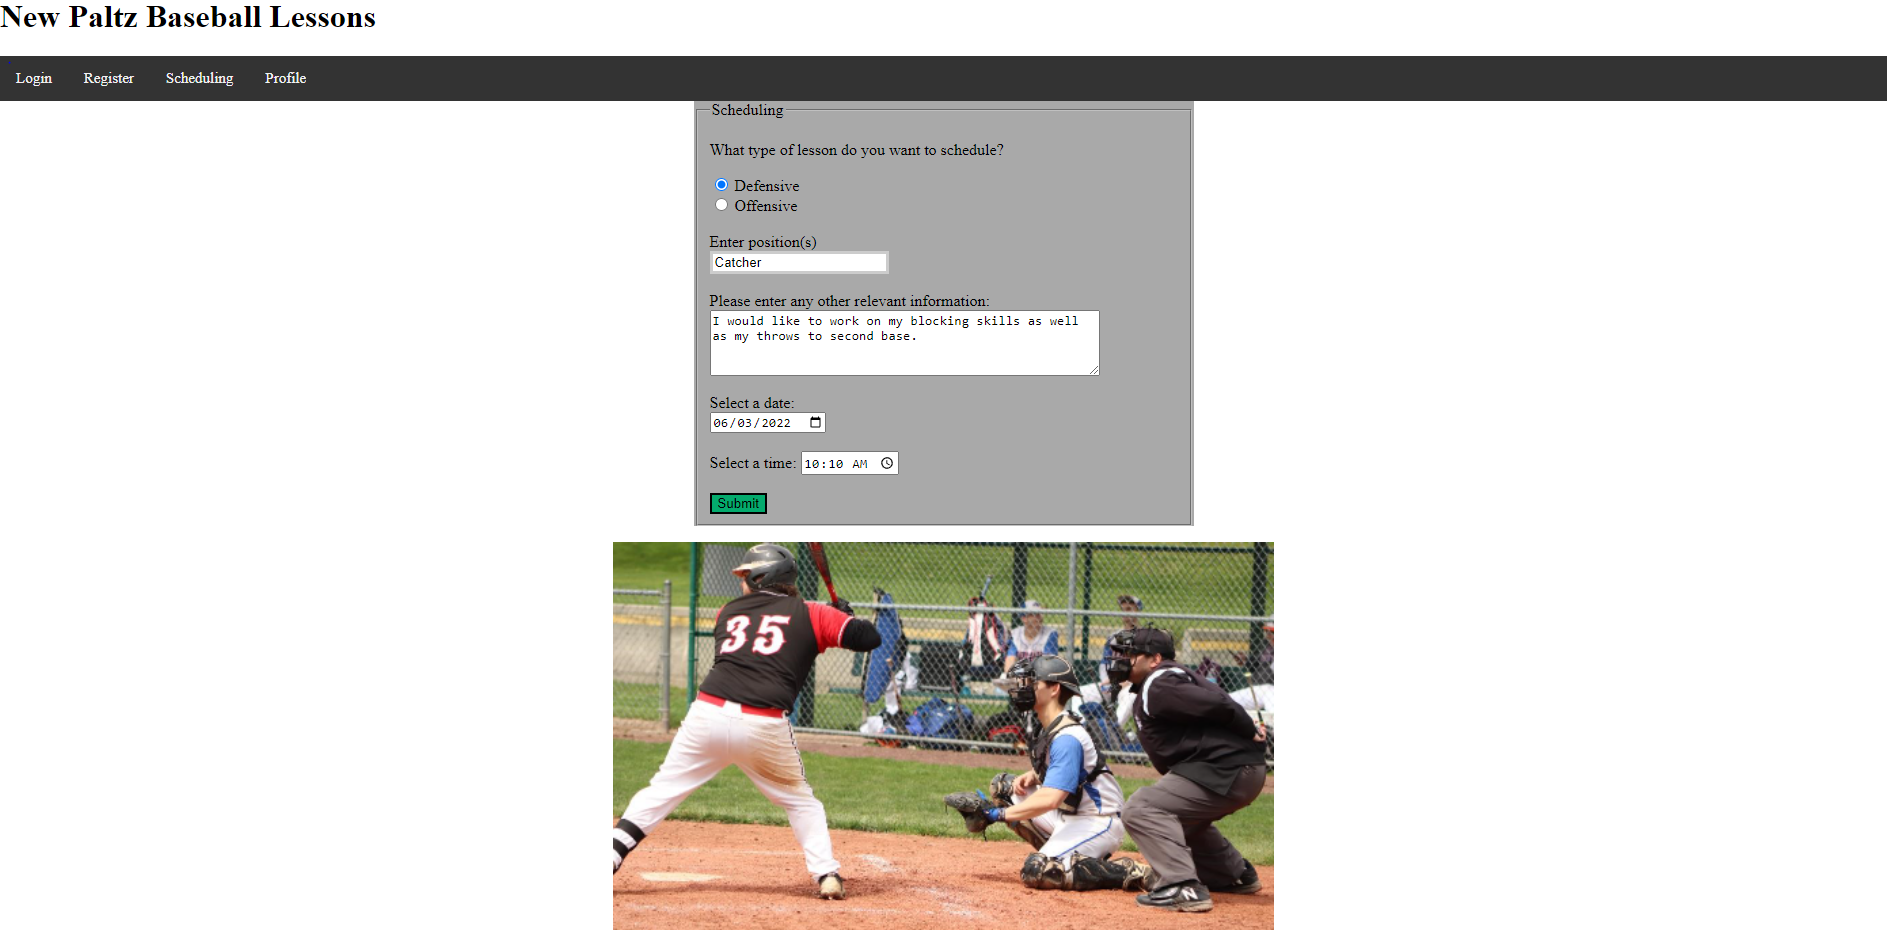 New Paltz Baseball Lessons
Login Register Scheduling Profile
Scheduling
What type of lesson do you want to schedule?
Defensive
Offensive
Enter position(s)
Catcher
Please enter any other relevant information:
I would like to work on my blocking skills as well
as my throws to second base.
Select a date:
06/03/2022
Select a time: 10:10 AM
Submit
35